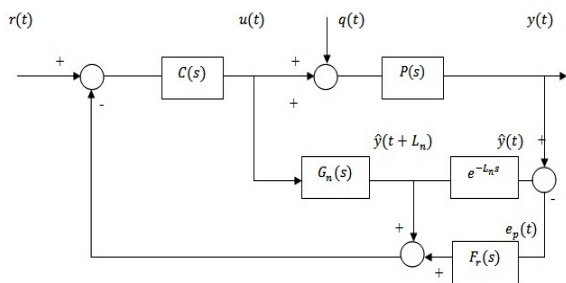 r(t) u(t) q(t) y(t)
+ C(s) + P(s)
- +
ŷ(t + Lₙ) ŷ(t) +
Gₙ(s) e^{-Lₙs}
-
+ eₚ(t)
+ Fᵣ(s)